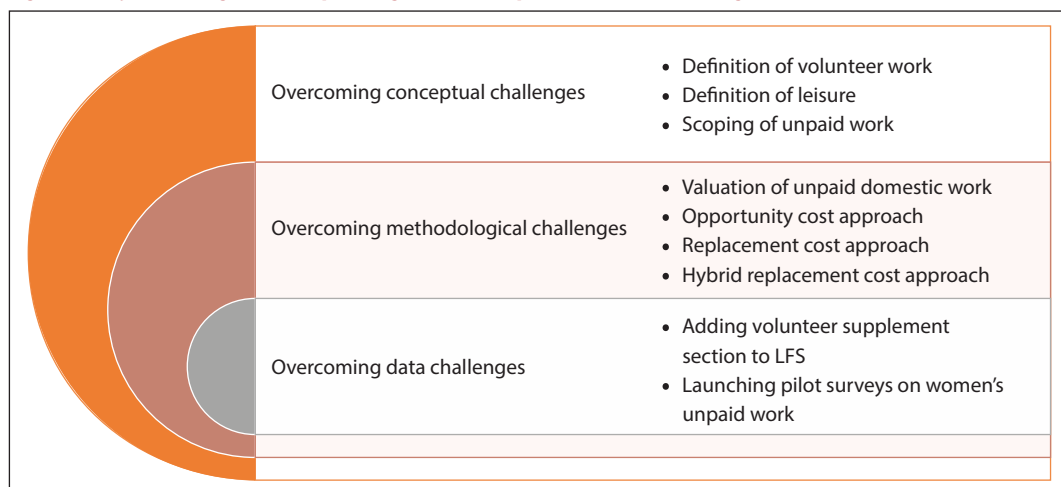 Overcoming conceptual challenges
• Definition of volunteer work
• Definition of leisure
• Scoping of unpaid work
Overcoming methodological challenges
• Valuation of unpaid domestic work
• Opportunity cost approach
• Replacement cost approach
• Hybrid replacement cost approach
Overcoming data challenges
• Adding volunteer supplement
section to LFS
• Launching pilot surveys on women's
unpaid work